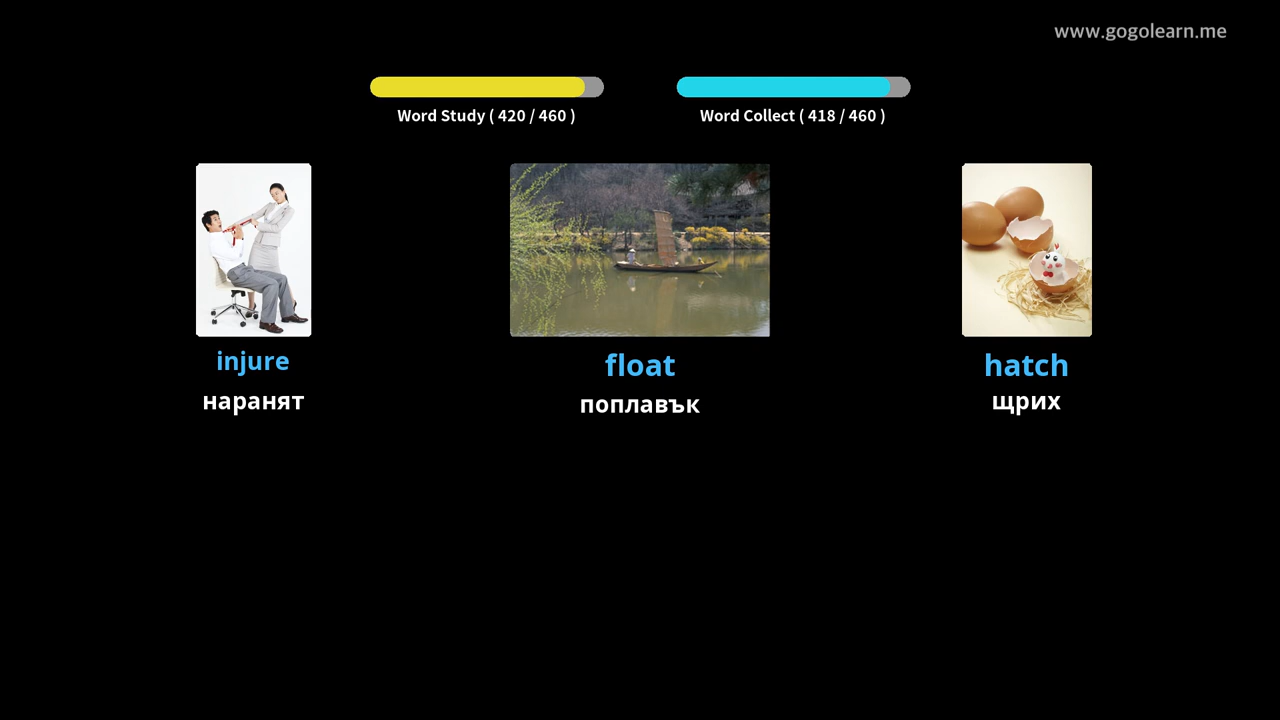 www.gogolearn.me
Word Study ( 420 / 460 )
Word Collect ( 418 / 460 )
injure
float
hatch
наранят
поплавък
щрих